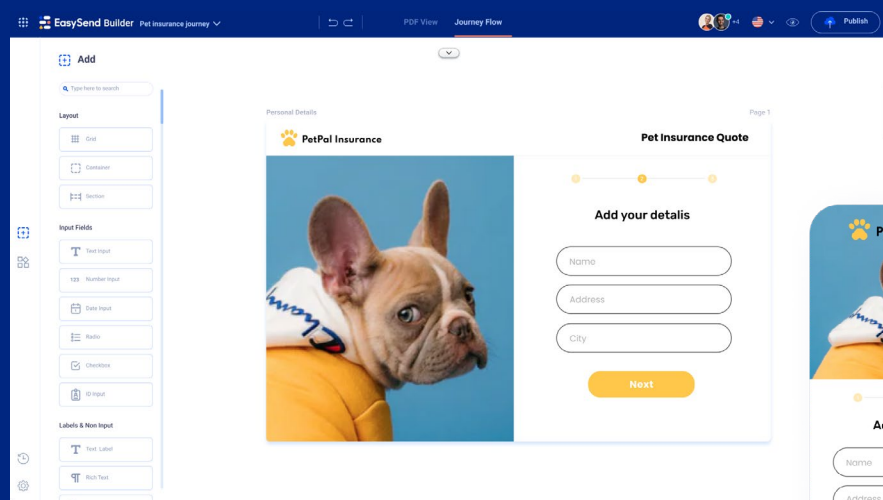 EasySend Builder Pet insurance journey
PDF View
Journey Flow
+4
Publish
Add
Type here to search
Layout
Grid
Container
Section
Input Fields
Text Input
123 Number Input
Date Input
Radio
Checkbox
ID Input
Labels & Non Input
Text Label
Rich Text
Personal Details
Page 1
PetPal Insurance
Pet Insurance Quote
Add your detalis
Name
Address
City
Next
P
A
Name
Address